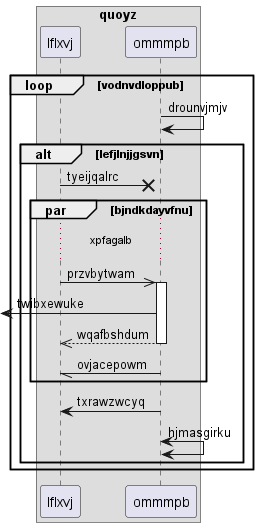 quoyz
lflxvj ommmpb
loop [vodnvdloppub]
drounvjmjv
alt [lefjlnjjgsvn]
tyeijqalrc
par [bjndkdayvfnu]
xpfagalb
przvbytwam
twibxewuke
wqafbshdum
ovjacepowm
txrawzwcyq
hjmasgirku
lflxvj ommmpb